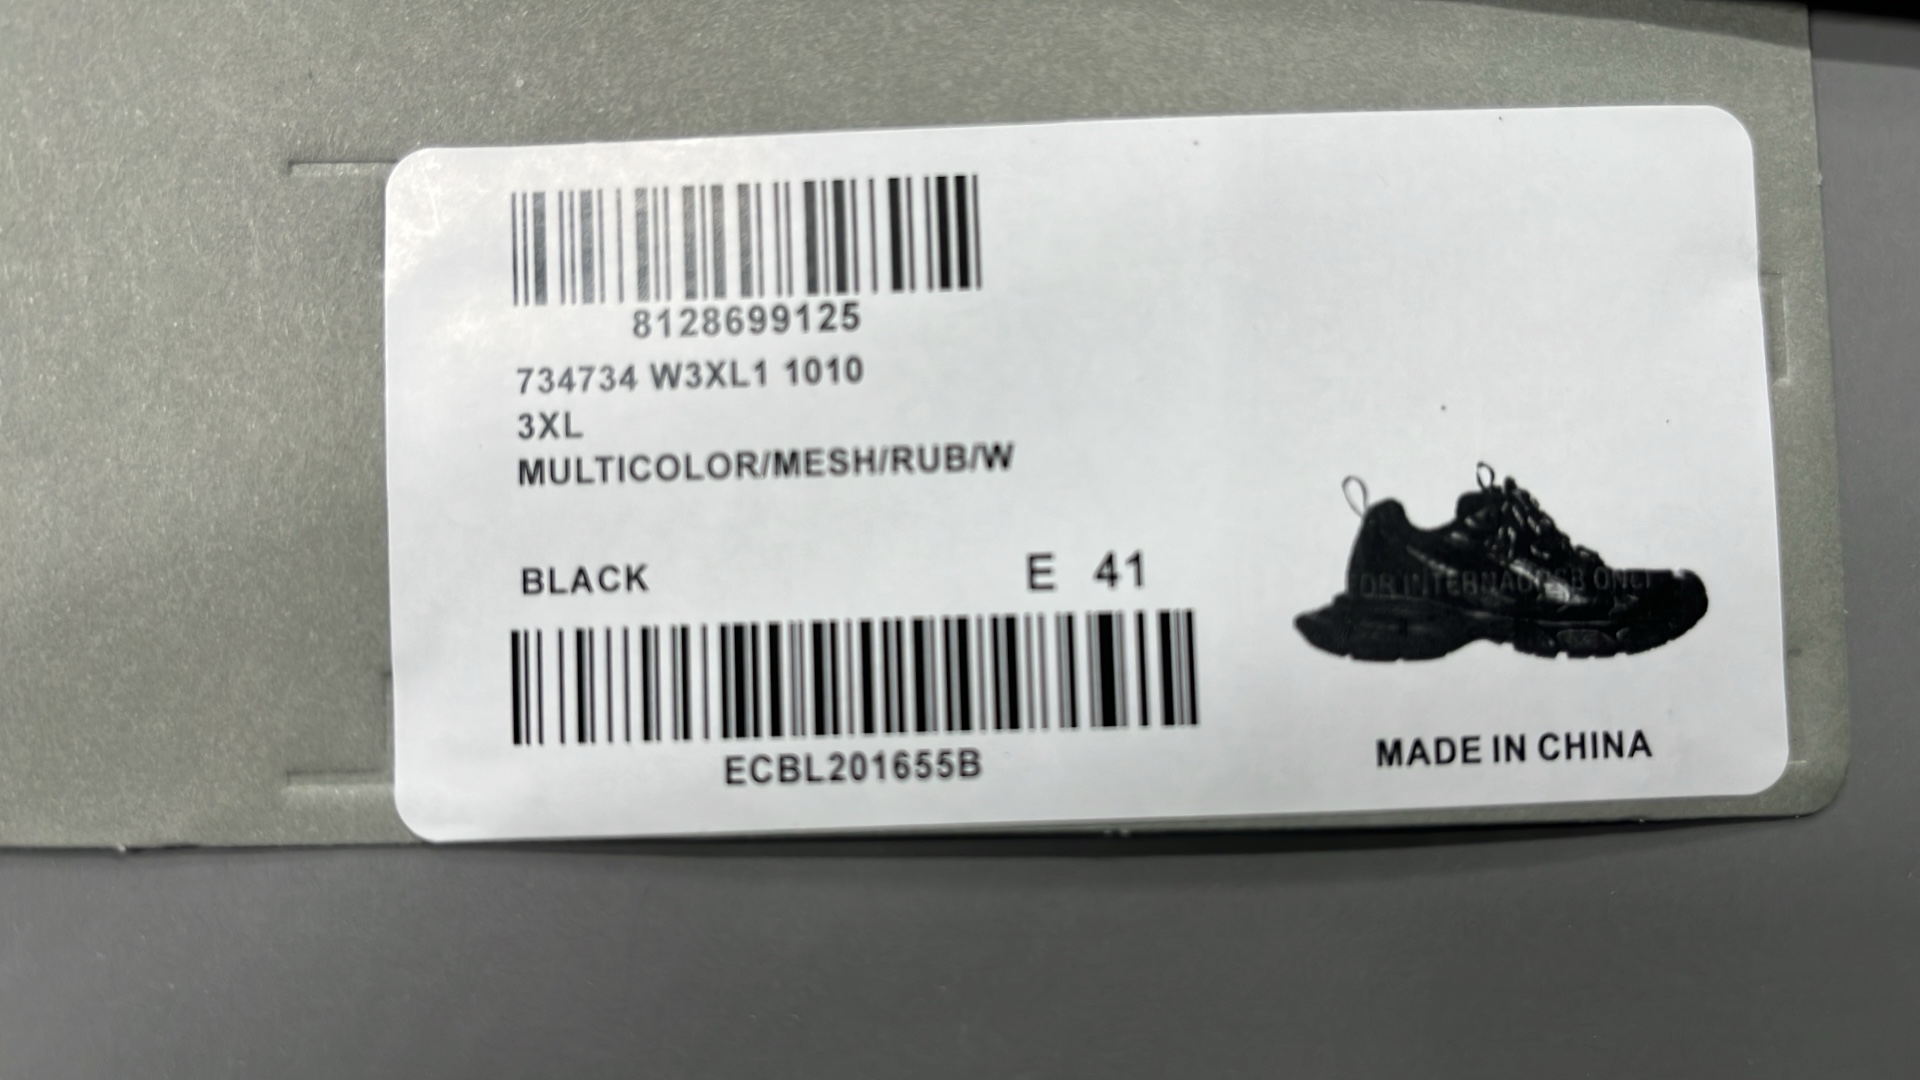 8128699125
734734 W3XL1 1010
3XL
MULTICOLOR/MESH/RUB/W
BLACK E 41
ECBL201655B
MADE IN CHINA